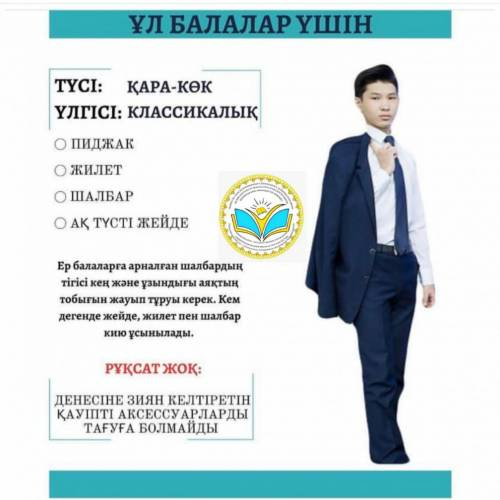 ҰЛ БАЛАЛАР ҮШІН
ТҮСІ: ҚАРА-КӨК
ҮЛГІСІ: КЛАССИКАЛЫҚ
ПИДЖАК
ЖИЛЕТ
ШАЛБАР
АҚ ТҮСТІ ЖЕЙДЕ
Ер балаларға арналған шалбардың
тігісі кең және ұзындығы аяқтың
тобығын жауып тұруы керек. Кем
дегенде жейде, жилет пен шалбар
кию ұсынылады.
РҰҚСАТ ЖОҚ:
ДЕНЕСІНЕ ЗИЯН КЕЛТІРЕТІН
ҚАУІПТІ АКСЕССУАРЛАРДЫ
ТАҒУҒА БОЛМАЙДЫ